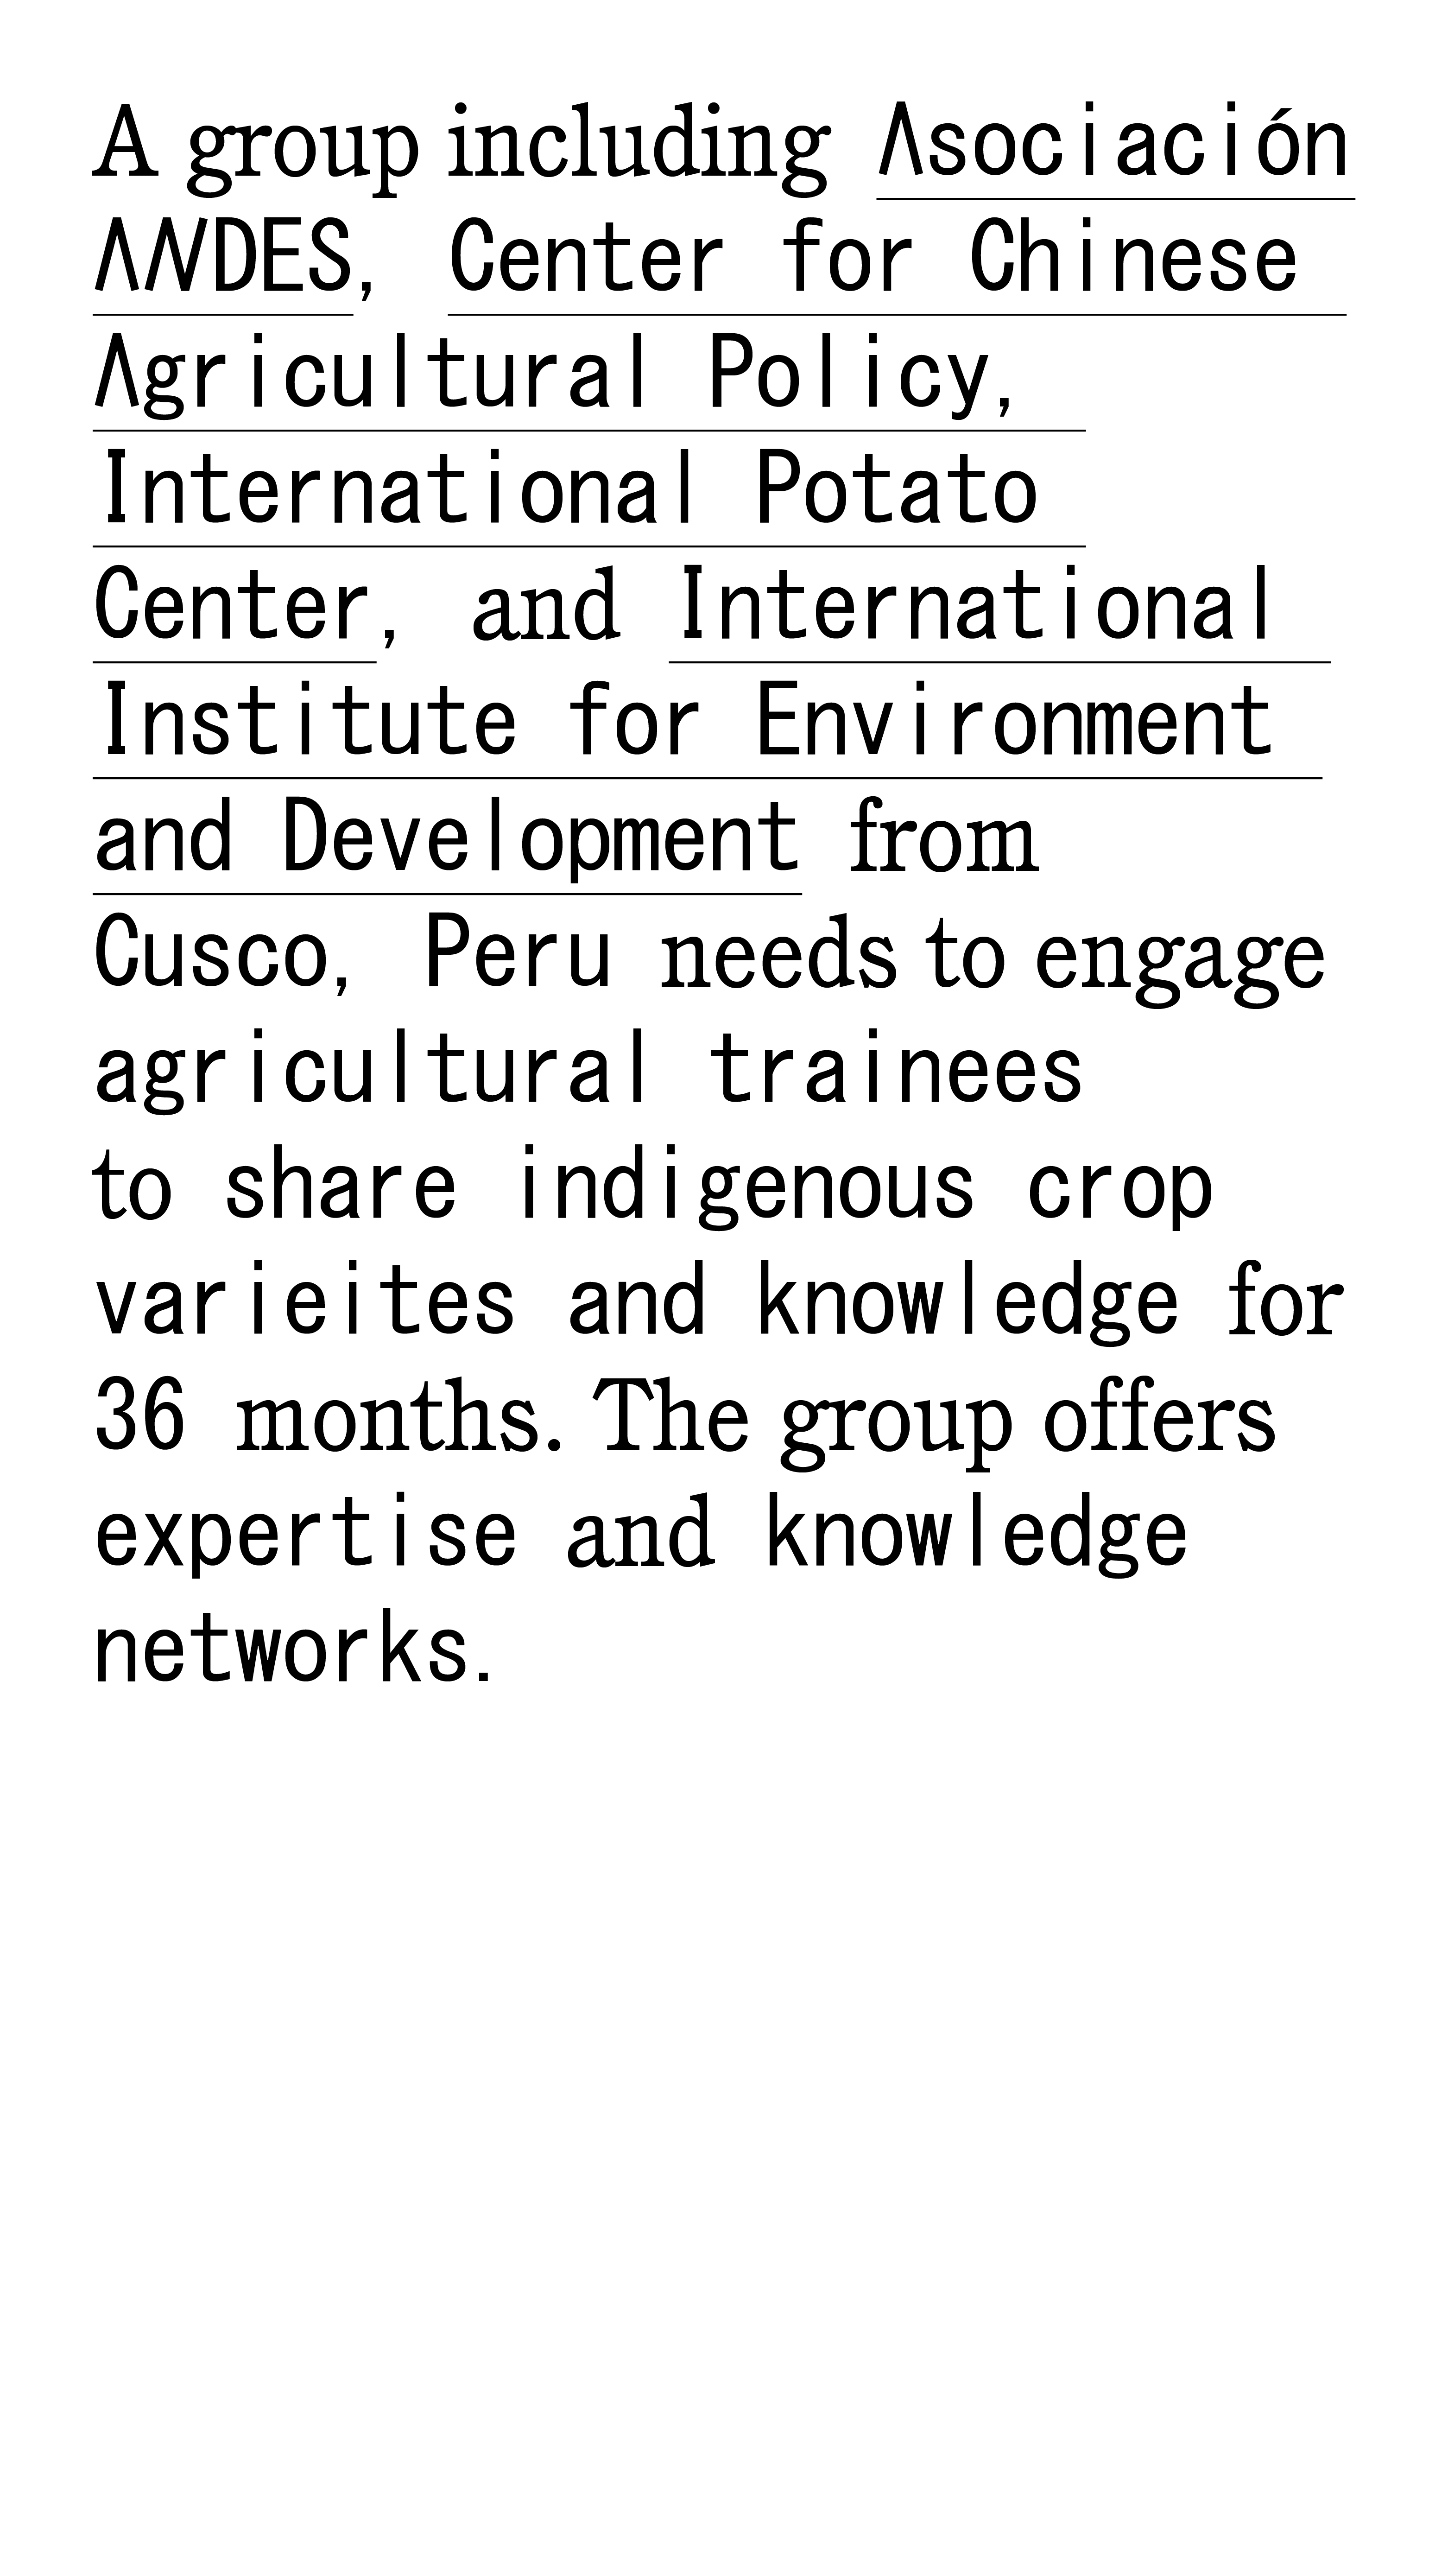 A group including Asociación
ANDES, Center for Chinese
Agricultural Policy,
International Potato
Center, and International
Institute for Environment
and Development from
Cusco, Peru needs to engage
agricultural trainees
to share indigenous crop
varieites and knowledge for
36 months. The group offers
expertise and knowledge
networks.